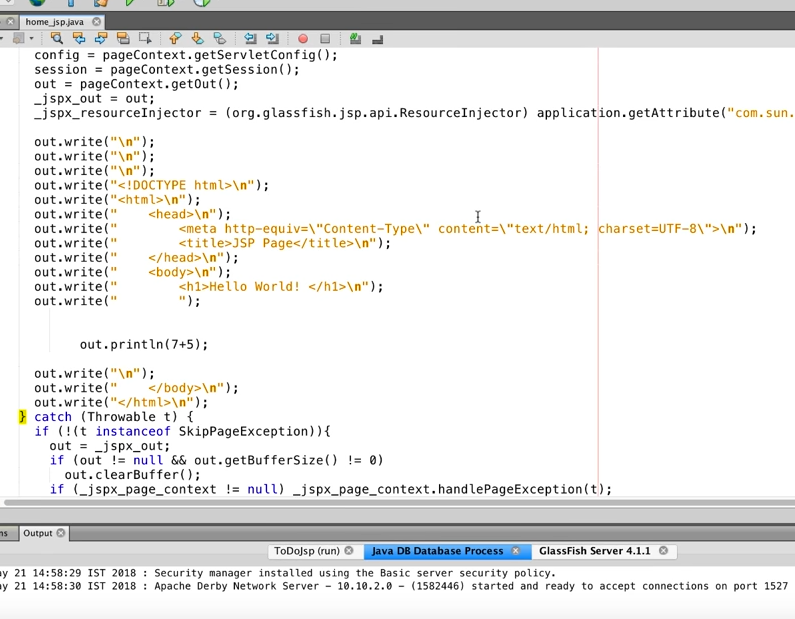 home_jsp.java
config = pageContext.getServletConfig();
session = pageContext.getSession();
out = pageContext.getOut();
_jspx_out = out;
_jspx_resourceInjector = (org.glassfish.jsp.api.ResourceInjector) application.getAttribute("com.sun.
out.write("\n");
out.write("\n");
out.write("\n");
out.write("<!DOCTYPE html>\n");
out.write("<html>\n");
out.write("    <head>\n");
out.write("        <meta http-equiv=\"Content-Type\" content=\"text/html; charset=UTF-8\">\n");
out.write("        <title>JSP Page</title>\n");
out.write("    </head>\n");
out.write("    <body>\n");
out.write("        <h1>Hello World! </h1>\n");
out.write("        ");
out.println(7+5);
out.write("\n");
out.write("    </body>\n");
out.write("</html>\n");
} catch (Throwable t) {
if (!(t instanceof SkipPageException)){
out = _jspx_out;
if (out != null && out.getBufferSize() != 0)
out.clearBuffer();
if (_jspx_page_context != null) _jspx_page_context.handlePageException(t);
Output
ToDoJsp (run) Java DB Database Process GlassFish Server 4.1.1
21 14:58:29 IST 2018 : Security manager installed using the Basic server security policy.
21 14:58:30 IST 2018 : Apache Derby Network Server - 10.10.2.0 - (1582446) started and ready to accept connections on port 1527